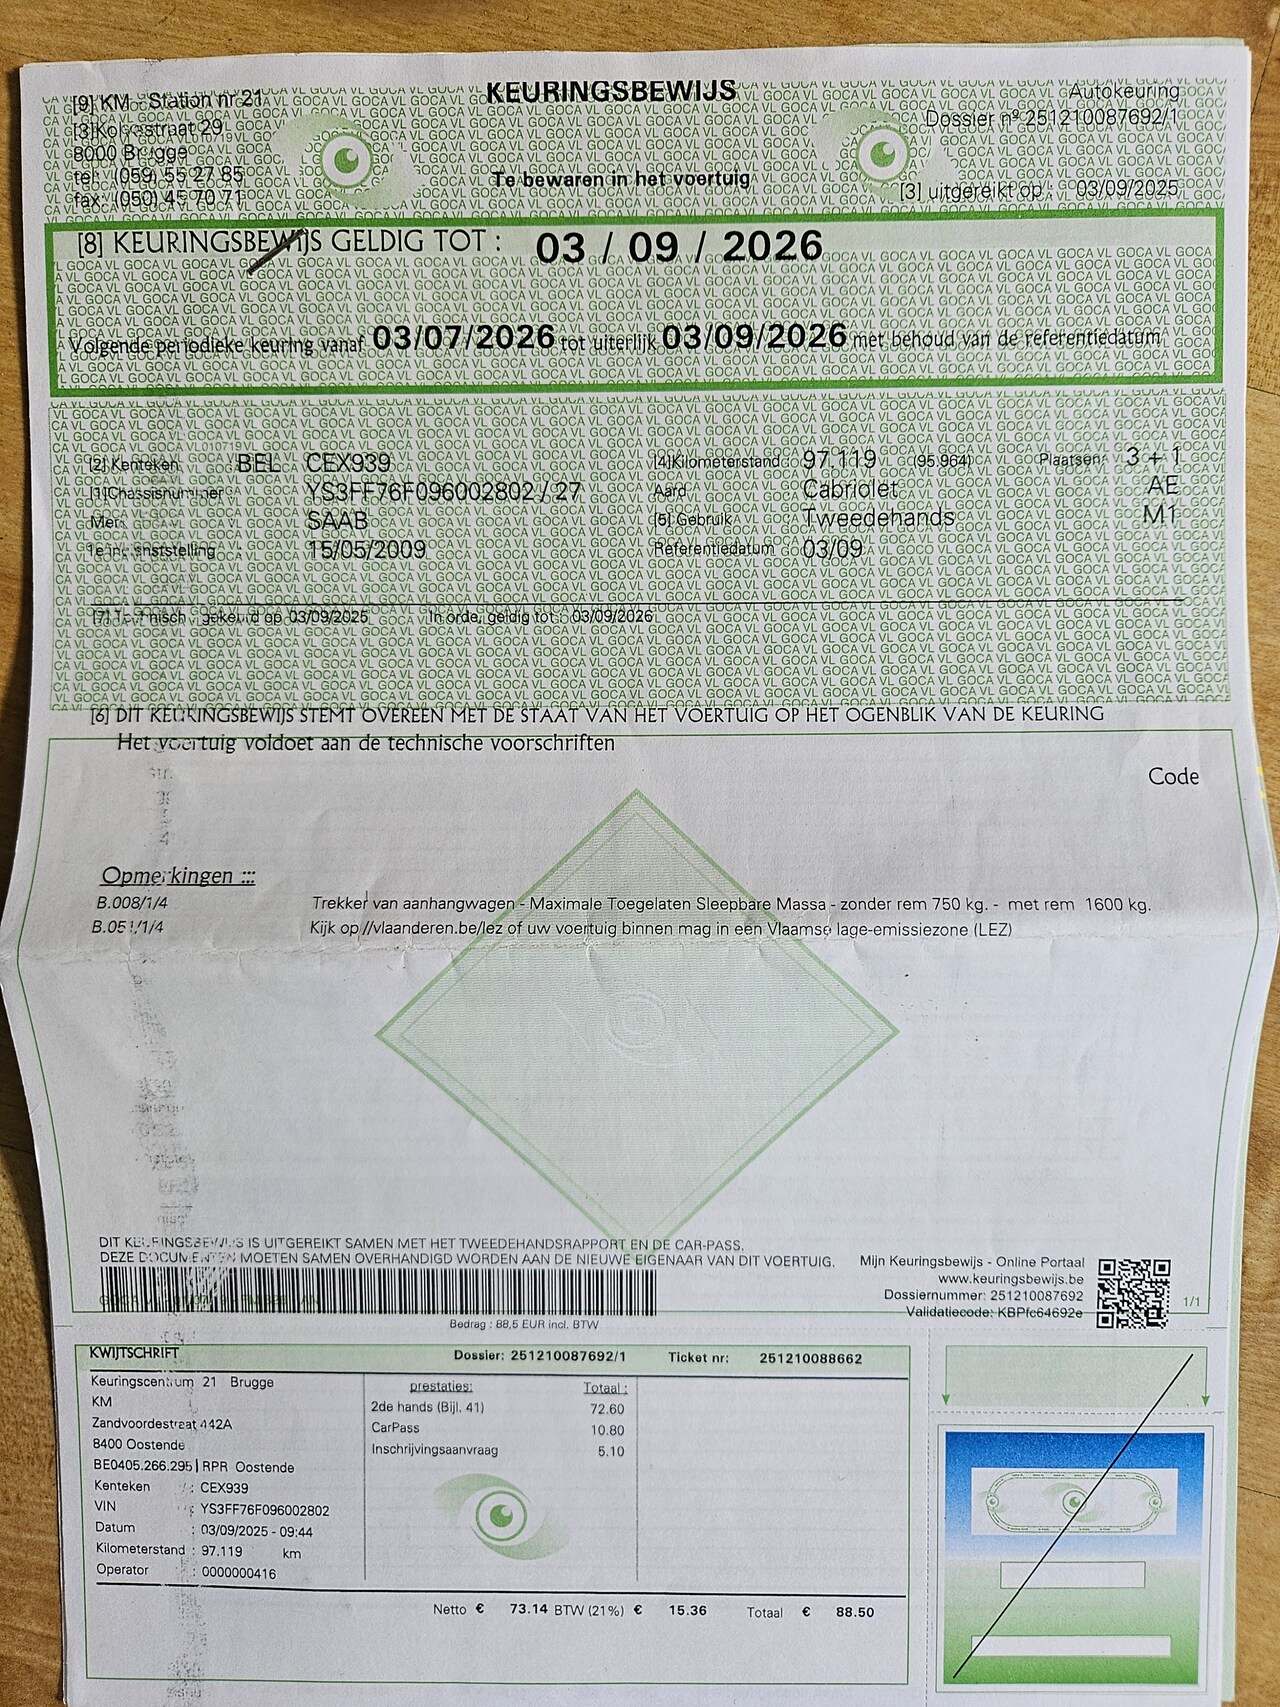 KEURINGSBEWIJS
[9] KM Station nr 21
29
8000 Brugge
tel: (059) 55 27 85
fax: (050) 45 70 71
Te bewaren in het voertuig
Autokeuring
Dossier nº 251210087692/1
[3] uitgereikt op : 03/09/2025
[8] KEURINGSBEWIJS GELDIG TOT : 03 / 09 / 2026
Volgende periodieke keuring vanaf 03/07/2026 tot uiterlijk 03/09/2026 met behoud van de referentiedatum
[2] Kenteken BEL CEX939
[1] Chassisnummer YS3FF76F096002802 / 27
Merk SAAB
1e inv. 15/05/2009
[4] Kilometerstand 97.119 (95.964) Plaatsen: 3 + 1
Aard Cabriolet AE
[5] Gebruik Tweedehands M1
Referentiedatum 03/09
[7] Technisch gekeurd op 03/09/2025 In orde, geldig tot : 03/09/2026
[6] DIT KEURINGSBEWIJS STEMT OVEREEN MET DE STAAT VAN HET VOERTUIG OP HET OGENBLIK VAN DE KEURING
Het voertuig voldoet aan de technische voorschriften
Code
Opmerkingen :::
B.008/1/4 Trekker van aanhangwagen - Maximale Toegelaten Sleepbare Massa - zonder rem 750 kg. - met rem 1600 kg.
Kijk op //vlaanderen.be/lez of uw voertuig binnen mag in een Vlaamse lage-emissiezone (LEZ)
DIT KEURINGSBEWIJS IS UITGEREIKT SAMEN MET HET TWEEDEHANDSRAPPORT EN DE CAR-PASS.
DEZE DOCUMENTEN MOETEN SAMEN OVERHANDIGD WORDEN AAN DE NIEUWE EIGENAAR VAN DIT VOERTUIG.
Bedrag : 88,5 EUR incl. BTW
Mijn Keuringsbewijs - Online Portaal
www.keuringsbewijs.be
Dossiernummer: 251210087692
Validatiecode: KBPfc64692e
1/1
KWIJTSCHRIFT Dossier: 251210087692/1 Ticket nr: 251210088662
Keuringscentrum 21 Brugge
KM
Zandvoordestraat 442A
8400 Oostende
BE0405.266.295 | RPR Oostende
Kenteken : CEX939
VIN : YS3FF76F096002802
Datum : 03/09/2025 - 09:44
Kilometerstand : 97.119 km
Operator : 0000000416
prestaties: Totaal :
2de hands (Bijl. 41) 72.60
CarPass 10.80
Inschrijvingsaanvraag 5.10
Netto € 73.14 BTW (21%) € 15.36 Totaal € 88.50